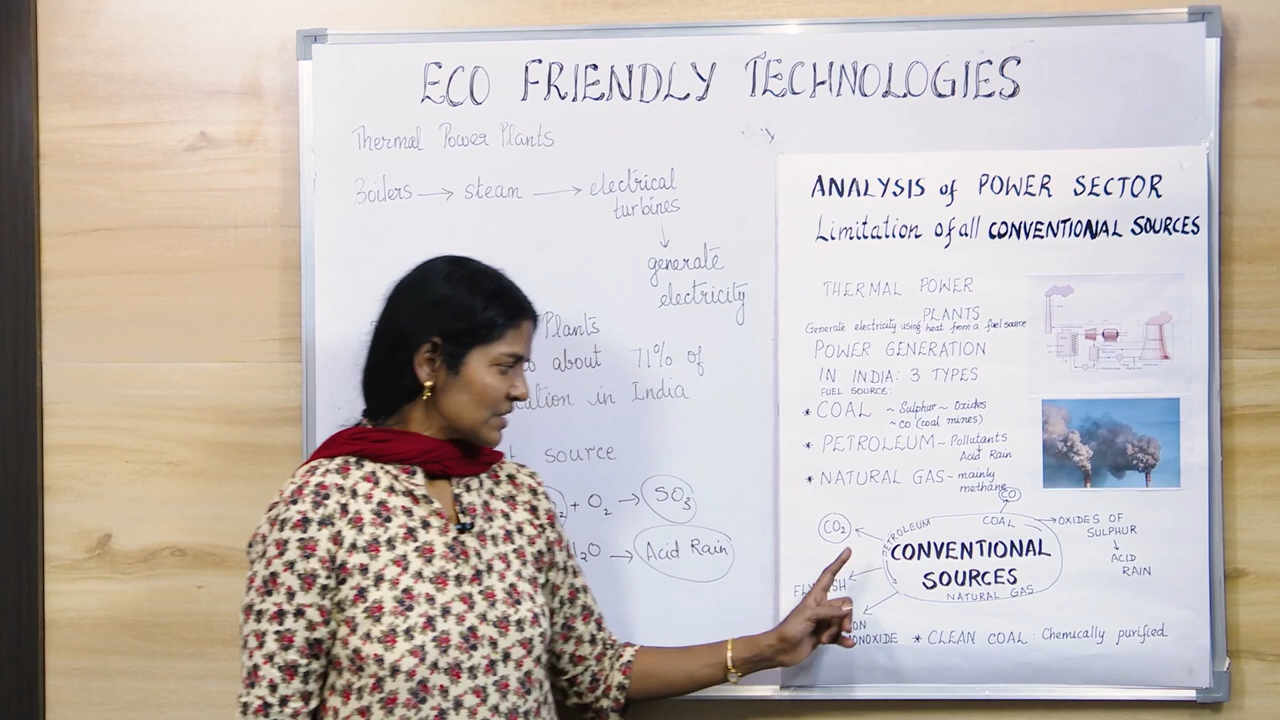 ECO FRIENDLY TECHNOLOGIES
Thermal Power Plants
Boilers → steam → electrical
turbines
↓
generate
electricity
Plants
about 71% of
in India
source
+ O₂ → SO₃
→ Acid Rain
ANALYSIS of POWER SECTOR
Limitation of all CONVENTIONAL SOURCES
THERMAL POWER
PLANTS
Generate electricity using heat from a fuel source
POWER GENERATION
IN INDIA: 3 TYPES
FUEL SOURCE:
* COAL ~ Sulphur ~ Oxides
~ CO (coal mines)
* PETROLEUM ~ Pollutants
Acid Rain
* NATURAL GAS ~ mainly
methane
CO
CO₂
PETROLEUM
COAL
→ OXIDES OF
SULPHUR
↓
ACID
RAIN
CONVENTIONAL
SOURCES
NATURAL GAS
* CLEAN COAL : Chemically purified